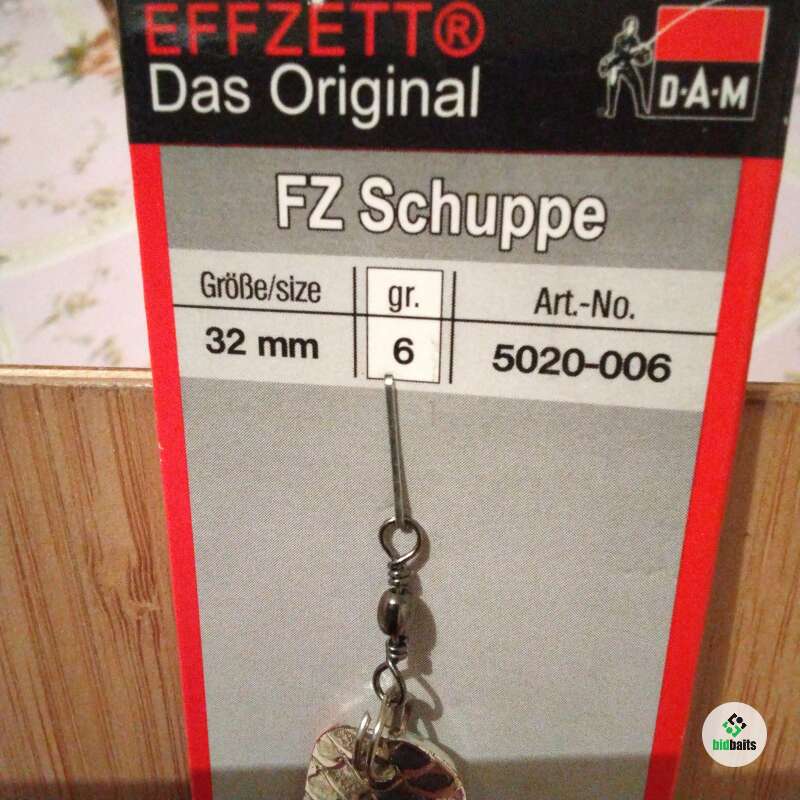 EFFZETT®
Das Original
D·A·M
FZ Schuppe
Größe/size gr. Art.-No.
32 mm 6 5020-006
bidbaits